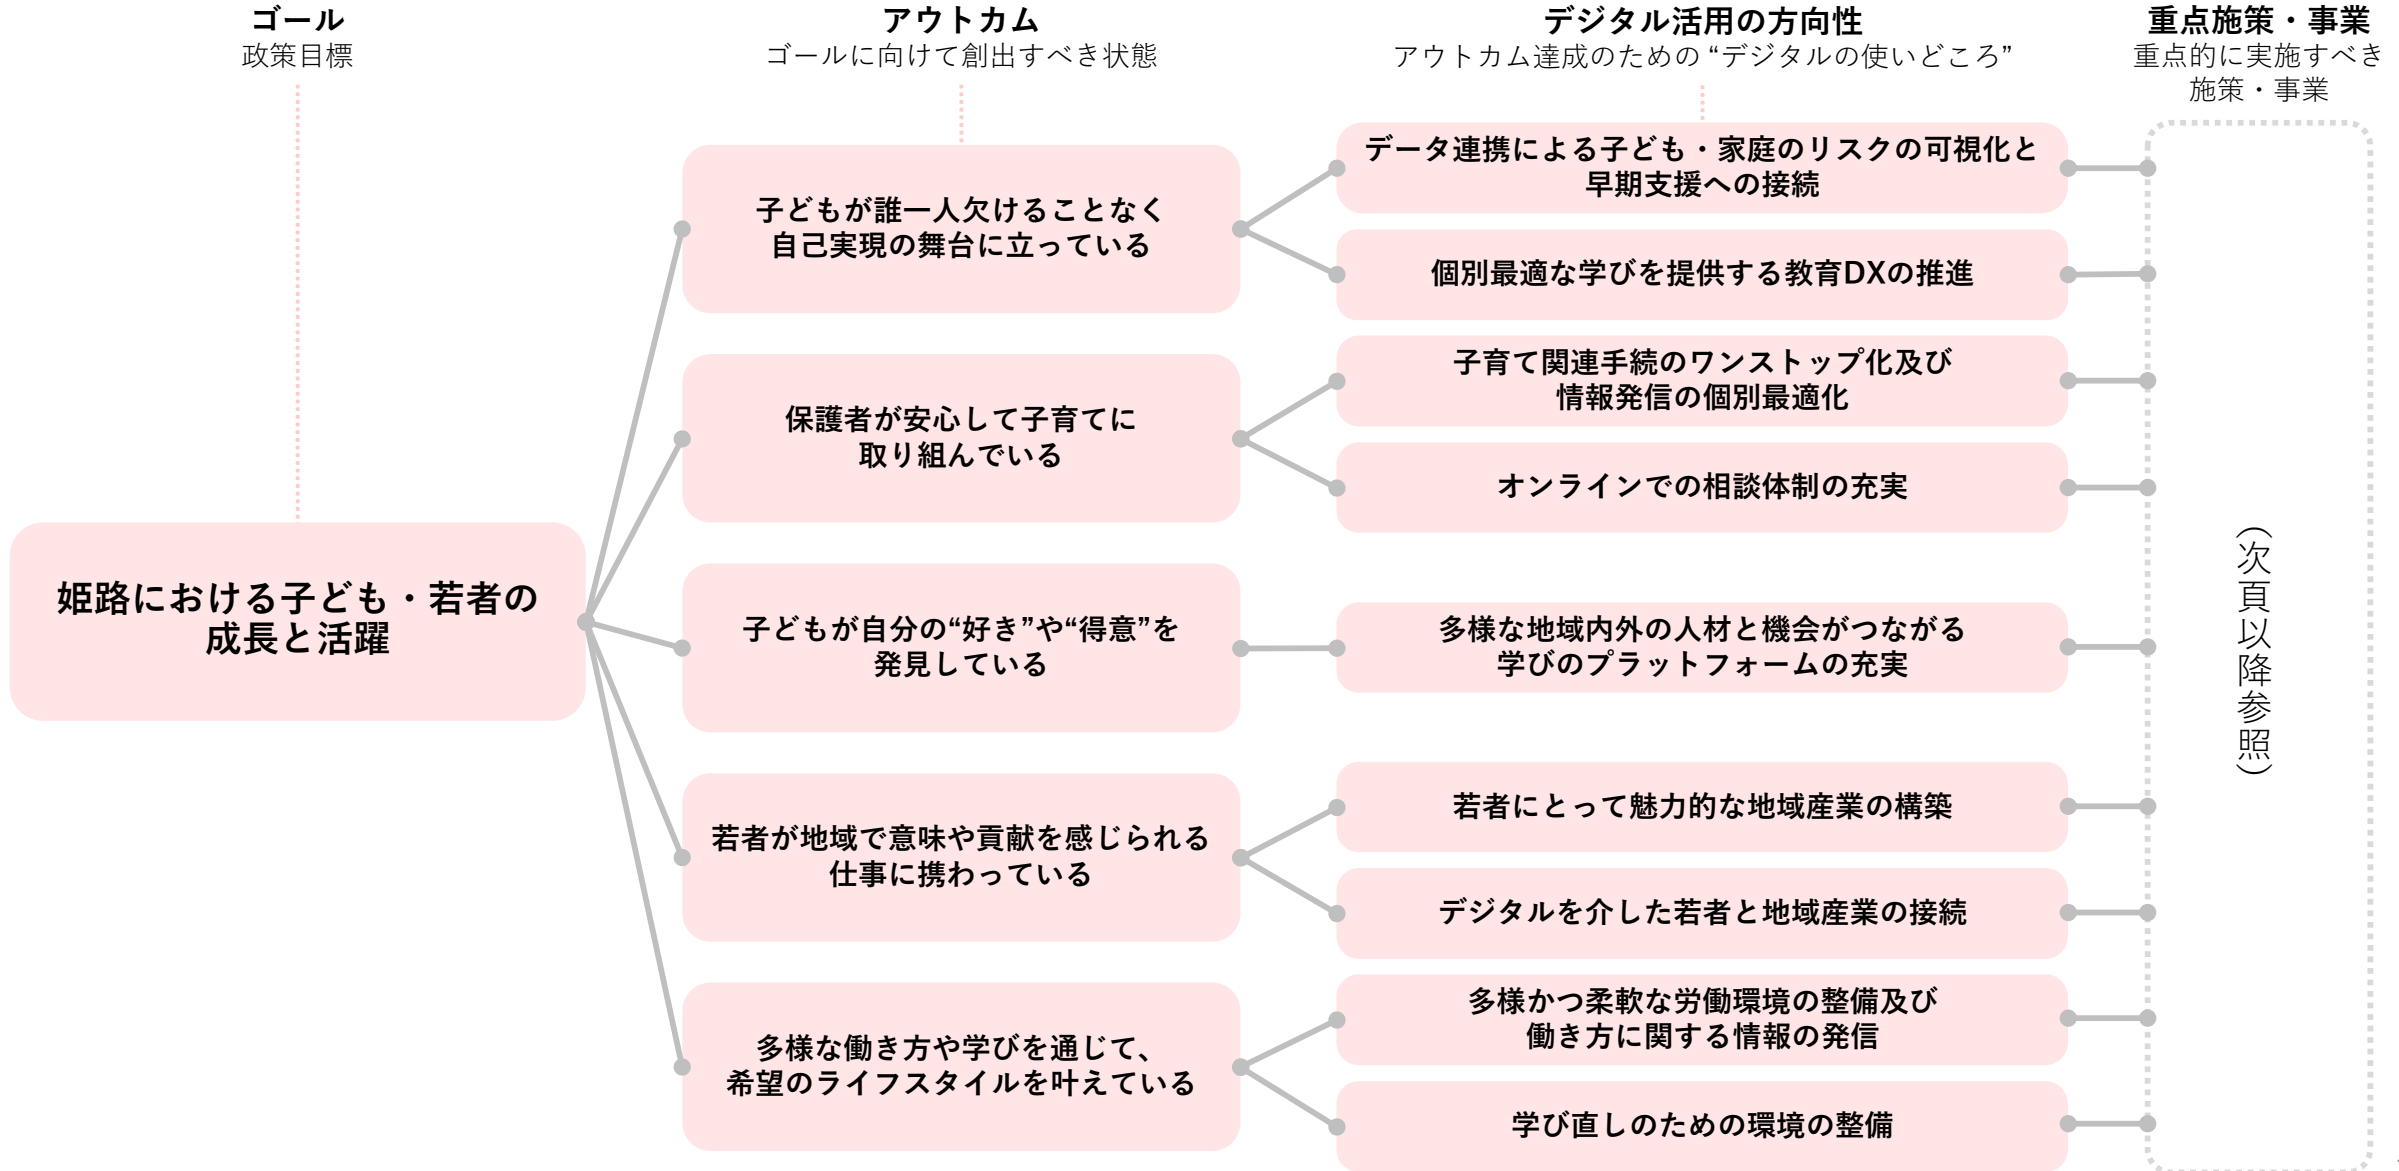 ゴール
政策目標
アウトカム
ゴールに向けて創出すべき状態
デジタル活用の方向性
アウトカム達成のための “デジタルの使いどころ”
重点施策・事業
重点的に実施すべき
施策・事業
姫路における子ども・若者の
成長と活躍
子どもが誰一人欠けることなく
自己実現の舞台に立っている
データ連携による子ども・家庭のリスクの可視化と
早期支援への接続
個別最適な学びを提供する教育DXの推進
保護者が安心して子育てに
取り組んでいる
子育て関連手続のワンストップ化及び
情報発信の個別最適化
オンラインでの相談体制の充実
子どもが自分の“好き”や“得意”を
発見している
多様な地域内外の人材と機会がつながる
学びのプラットフォームの充実
若者が地域で意味や貢献を感じられる
仕事に携わっている
若者にとって魅力的な地域産業の構築
デジタルを介した若者と地域産業の接続
多様な働き方や学びを通じて、
希望のライフスタイルを叶えている
多様かつ柔軟な労働環境の整備及び
働き方に関する情報の発信
学び直しのための環境の整備
（次頁以降参照）